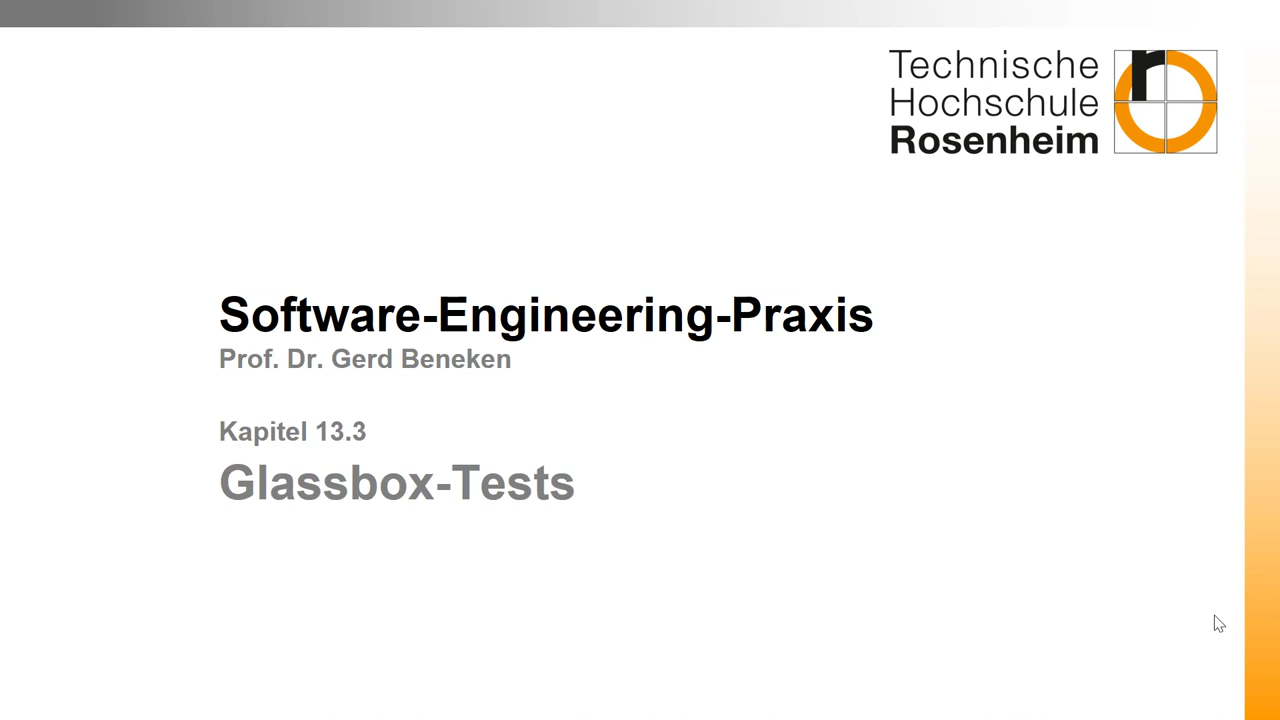 Technische
Hochschule
Rosenheim
Software-Engineering-Praxis
Prof. Dr. Gerd Beneken
Kapitel 13.3
Glassbox-Tests